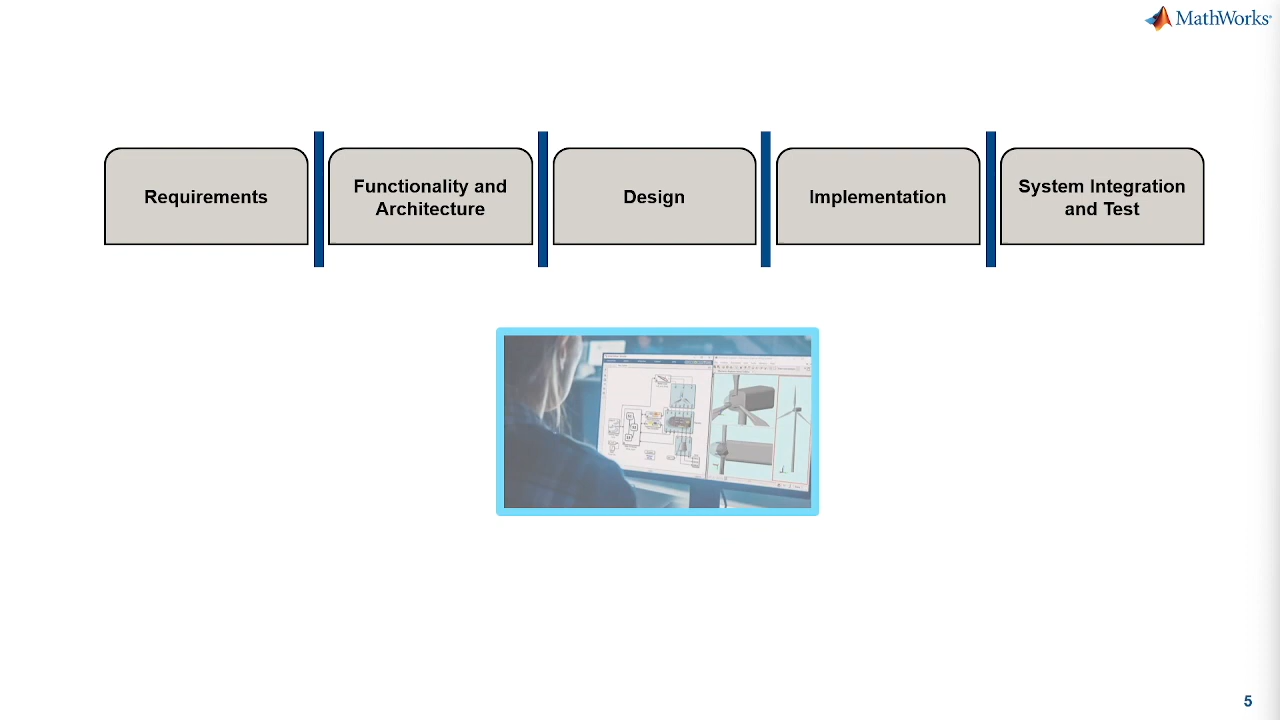 MathWorks®
Requirements
Functionality and
Architecture
Design
Implementation
System Integration
and Test
5